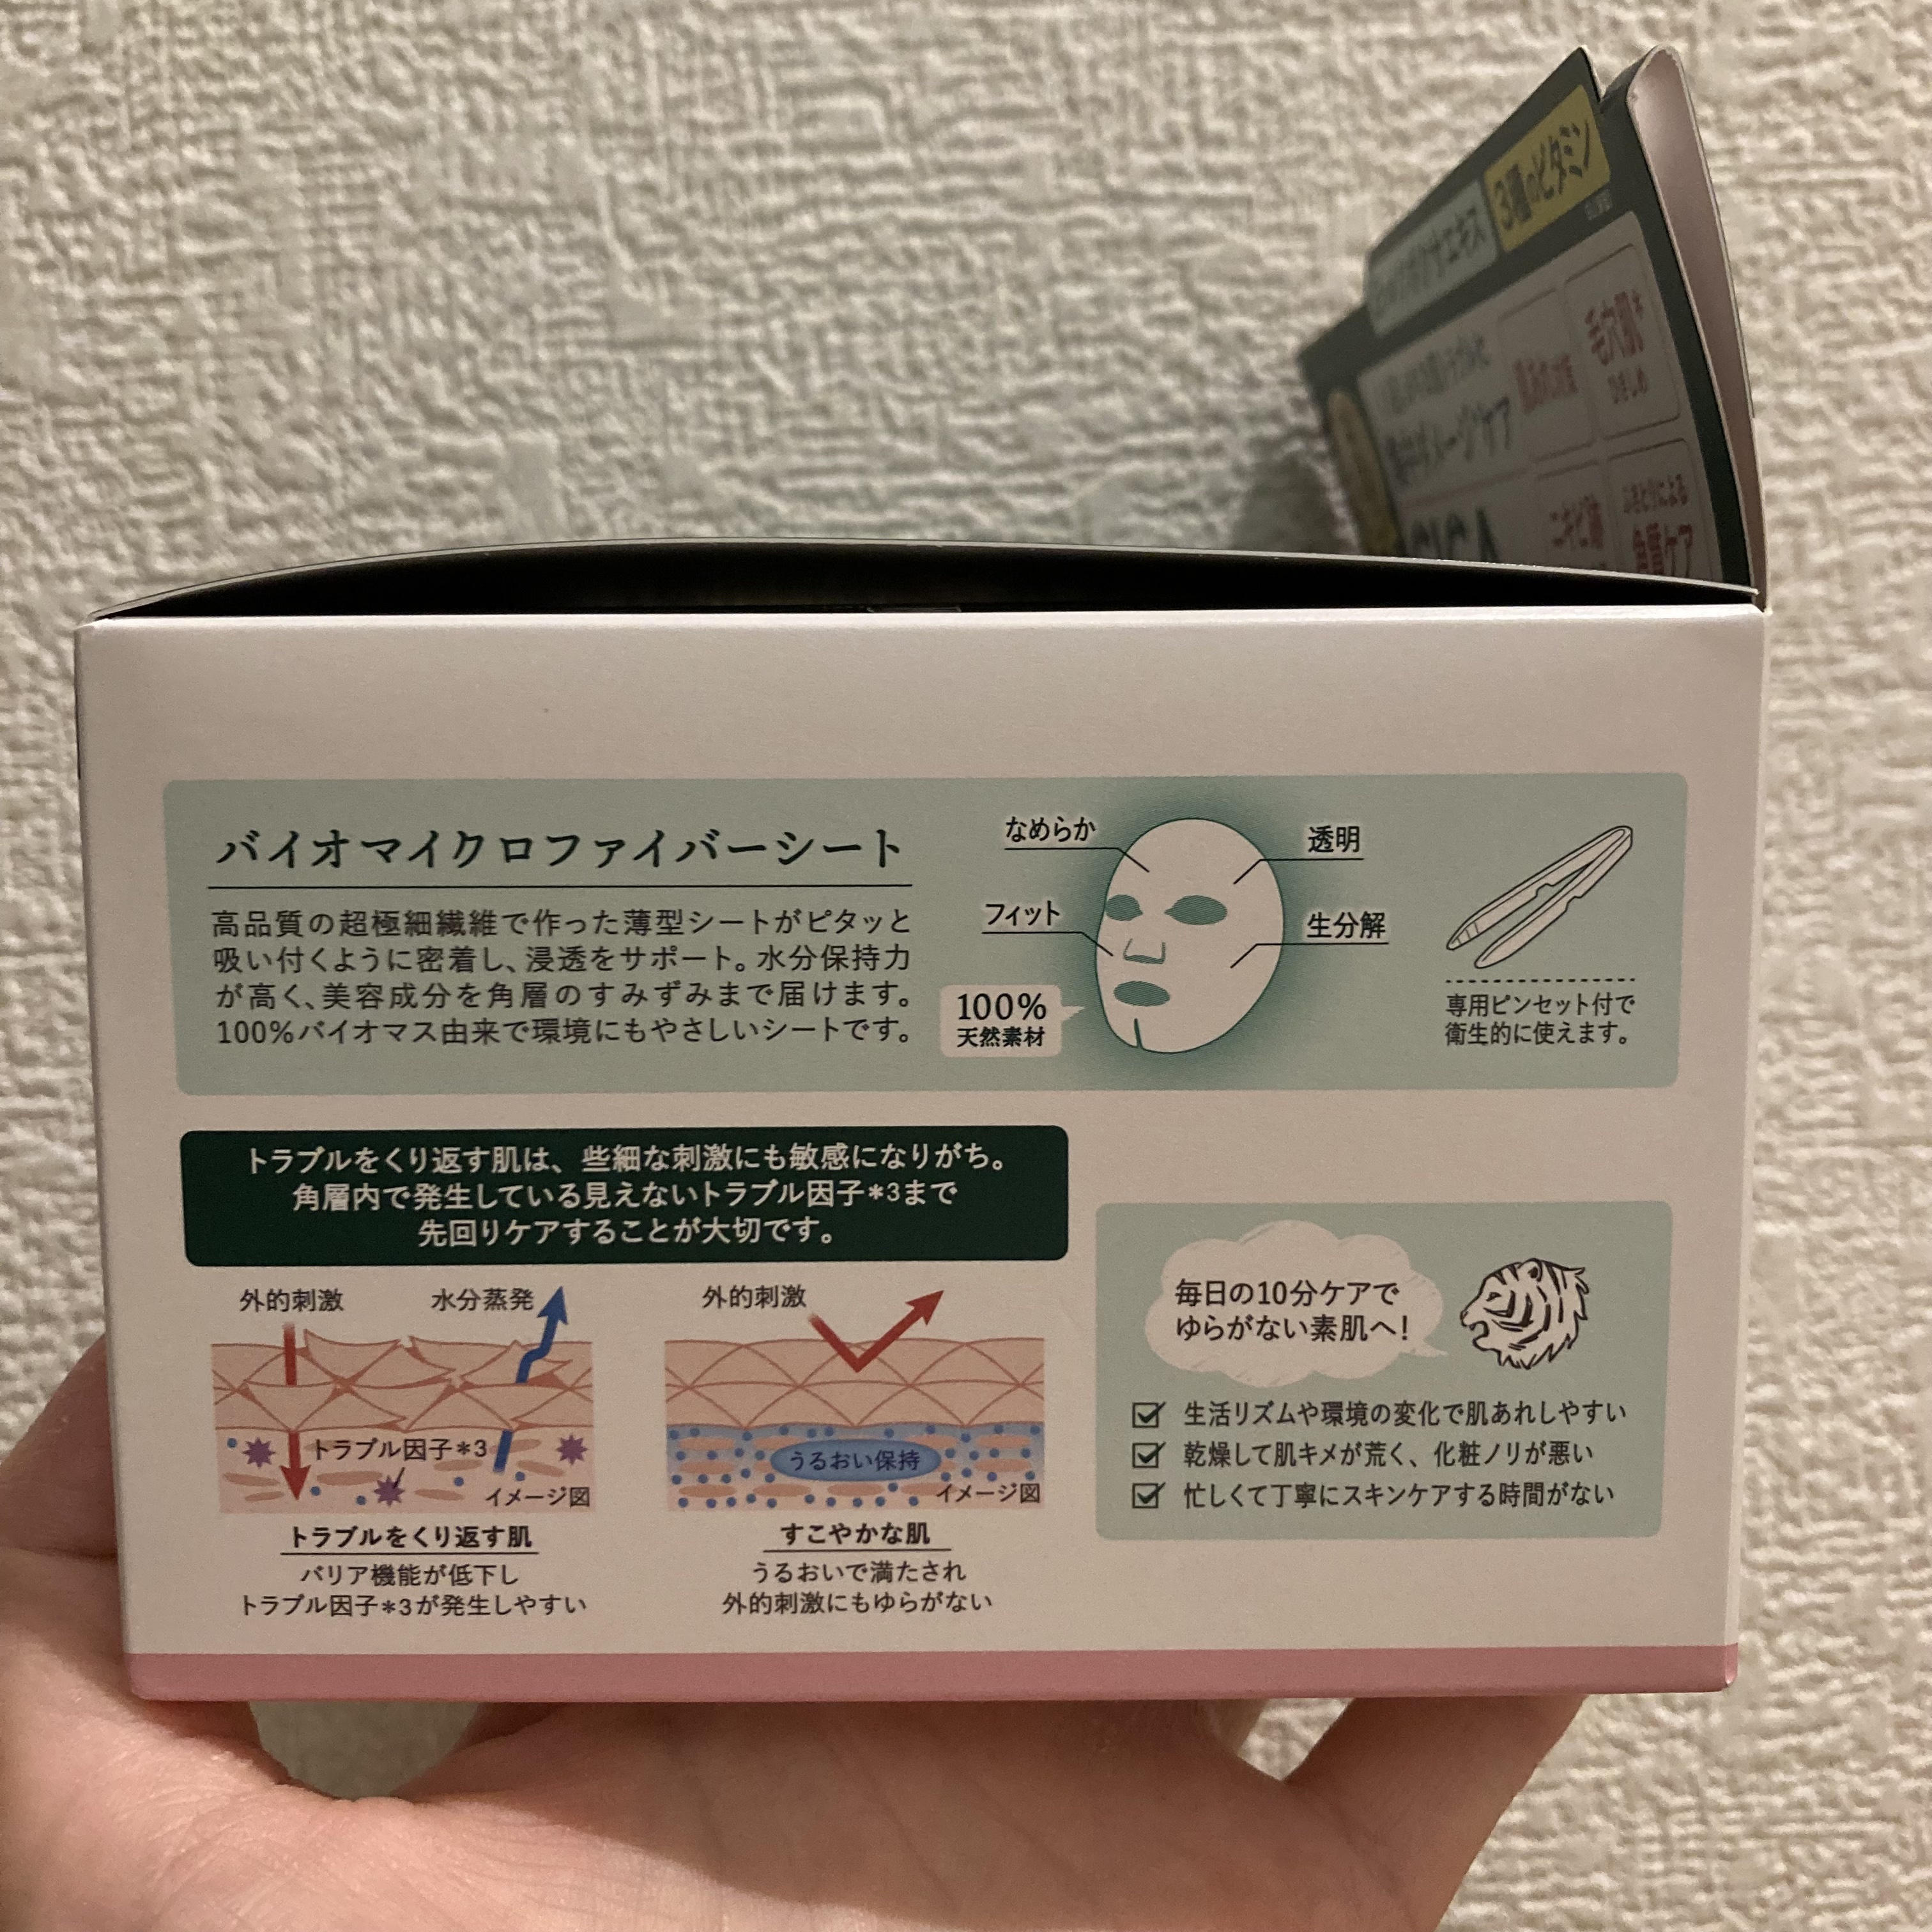 3種のビタミン
毛穴肌*
ひきしめ
CICA
バイオマイクロファイバーシート
高品質の超極細繊維で作った薄型シートがピタッと
吸い付くように密着し、浸透をサポート。水分保持力
が高く、美容成分を角層のすみずみまで届けます。
100%バイオマス由来で環境にもやさしいシートです。
なめらか
透明
フィット
生分解
100%
天然素材
専用ピンセット付で
衛生的に使えます。
トラブルをくり返す肌は、些細な刺激にも敏感になりがち。
角層内で発生している見えないトラブル因子*3まで
先回りケアすることが大切です。
外的刺激
水分蒸発
トラブル因子*3
イメージ図
トラブルをくり返す肌
バリア機能が低下し
トラブル因子*3が発生しやすい
外的刺激
うるおい保持
イメージ図
すこやかな肌
うるおいで満たされ
外的刺激にもゆらがない
毎日の10分ケアで
ゆらがない素肌へ!
生活リズムや環境の変化で肌あれしやすい
乾燥して肌キメが荒く、化粧ノリが悪い
忙しくて丁寧にスキンケアする時間がない